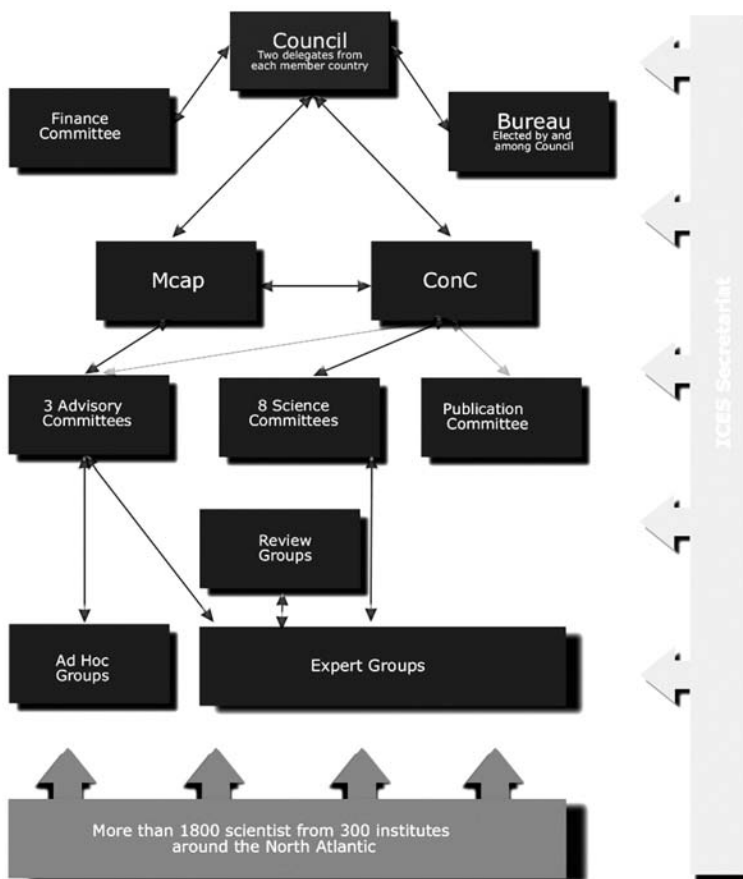 Council
Two delegates from
each member country
Finance
Committee
Bureau
Elected by and
among Council
Mcap
ConC
3 Advisory
Committees
8 Science
Committees
Publication
Committee
Review
Groups
Ad Hoc
Groups
Expert Groups
More than 1800 scientist from 300 institutes
around the North Atlantic
ICES Secretariat